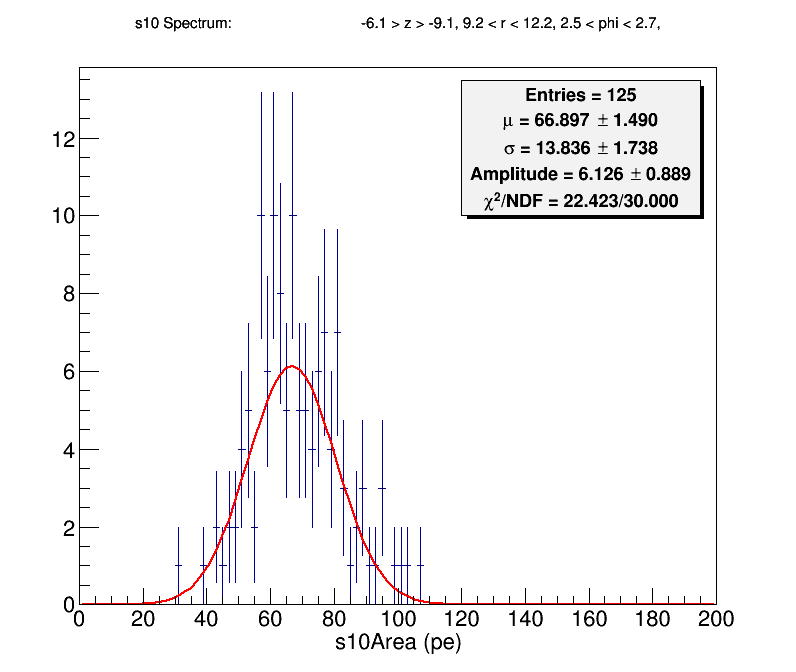 s10 Spectrum: -6.1 > z > -9.1, 9.2 < r < 12.2, 2.5 < phi < 2.7,
Entries = 125
μ = 66.897 ± 1.490
σ = 13.836 ± 1.738
Amplitude = 6.126 ± 0.889
χ²/NDF = 22.423/30.000
12
10
8
6
4
2
0
0 20 40 60 80 100 120 140 160 180 200
s10Area (pe)